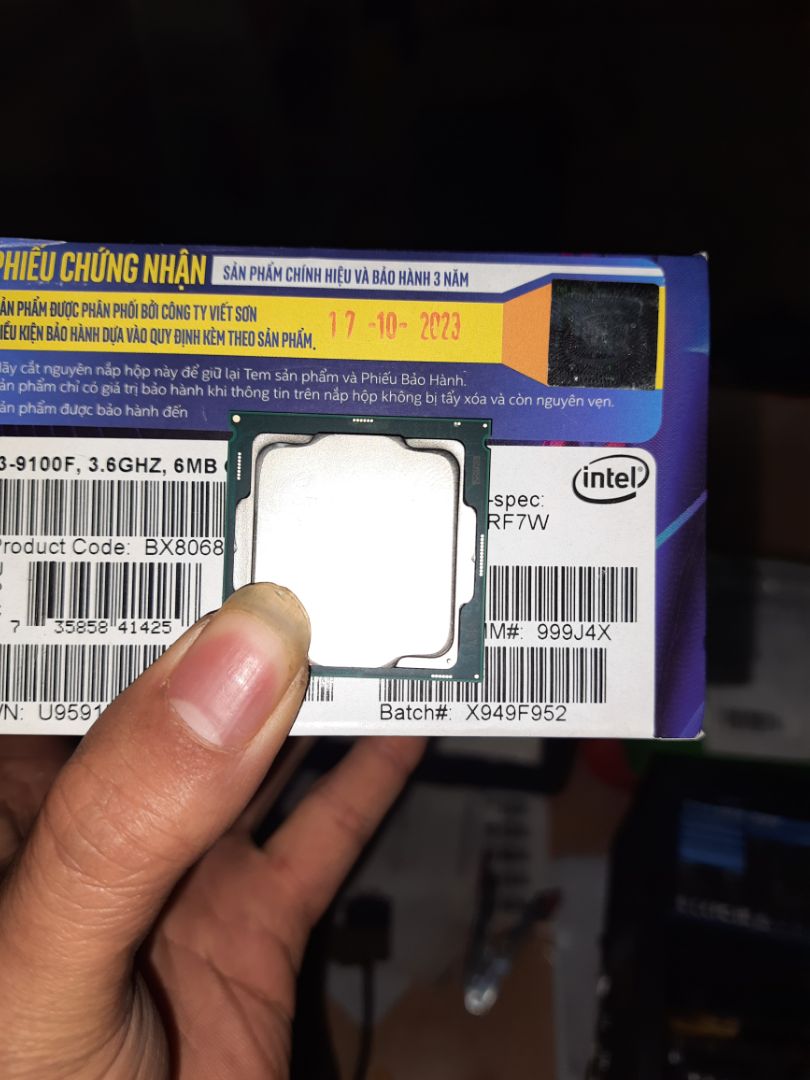 PHIẾU CHỨNG NHẬN
SẢN PHẨM CHÍNH HIỆU VÀ BẢO HÀNH 3 NĂM
ẢN PHẨM ĐƯỢC PHÂN PHỐI BỞI CÔNG TY VIẾT SƠN
IỀU KIỆN BẢO HÀNH DỰA VÀO QUY ĐỊNH KÈM THEO SẢN PHẨM.
17 -10- 2023
ãy cắt nguyên nắp hộp này để giữ lại Tem sản phẩm và Phiếu Bảo Hành.
ản phẩm chỉ có giá trị bảo hành khi thông tin trên nắp hộp không bị tẩy xóa và còn nguyên vẹn.
ản phẩm được bảo hành đến
3-9100F, 3.6GHZ, 6MB
intel
-spec:
RF7W
Product Code: BX8068
7 35858 41425
MM#: 999J4X
VN: U9591
Batch#: X949F952